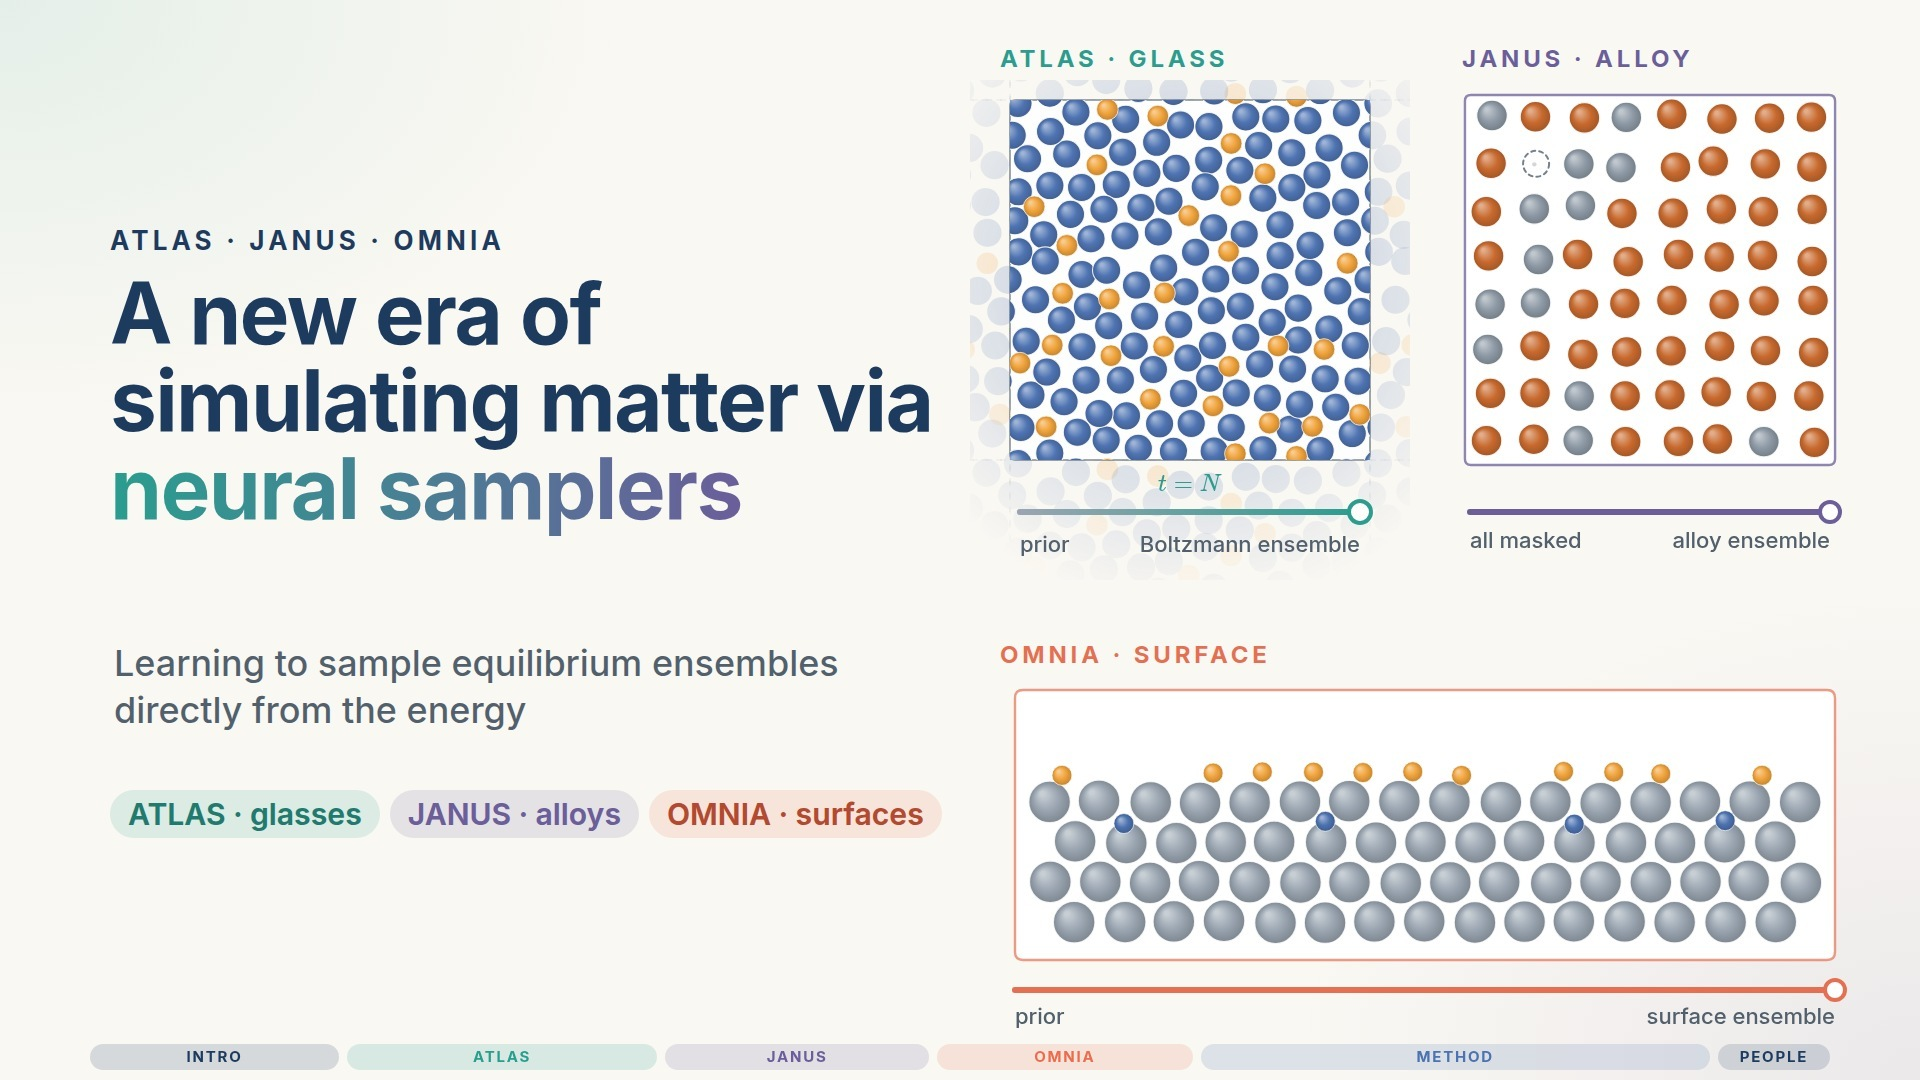 ATLAS · JANUS · OMNIA
A new era of
simulating matter via
neural samplers
Learning to sample equilibrium ensembles
directly from the energy
ATLAS · glasses JANUS · alloys OMNIA · surfaces
ATLAS · GLASS
t = N
prior Boltzmann ensemble
JANUS · ALLOY
all masked alloy ensemble
OMNIA · SURFACE
prior surface ensemble
INTRO ATLAS JANUS OMNIA METHOD PEOPLE